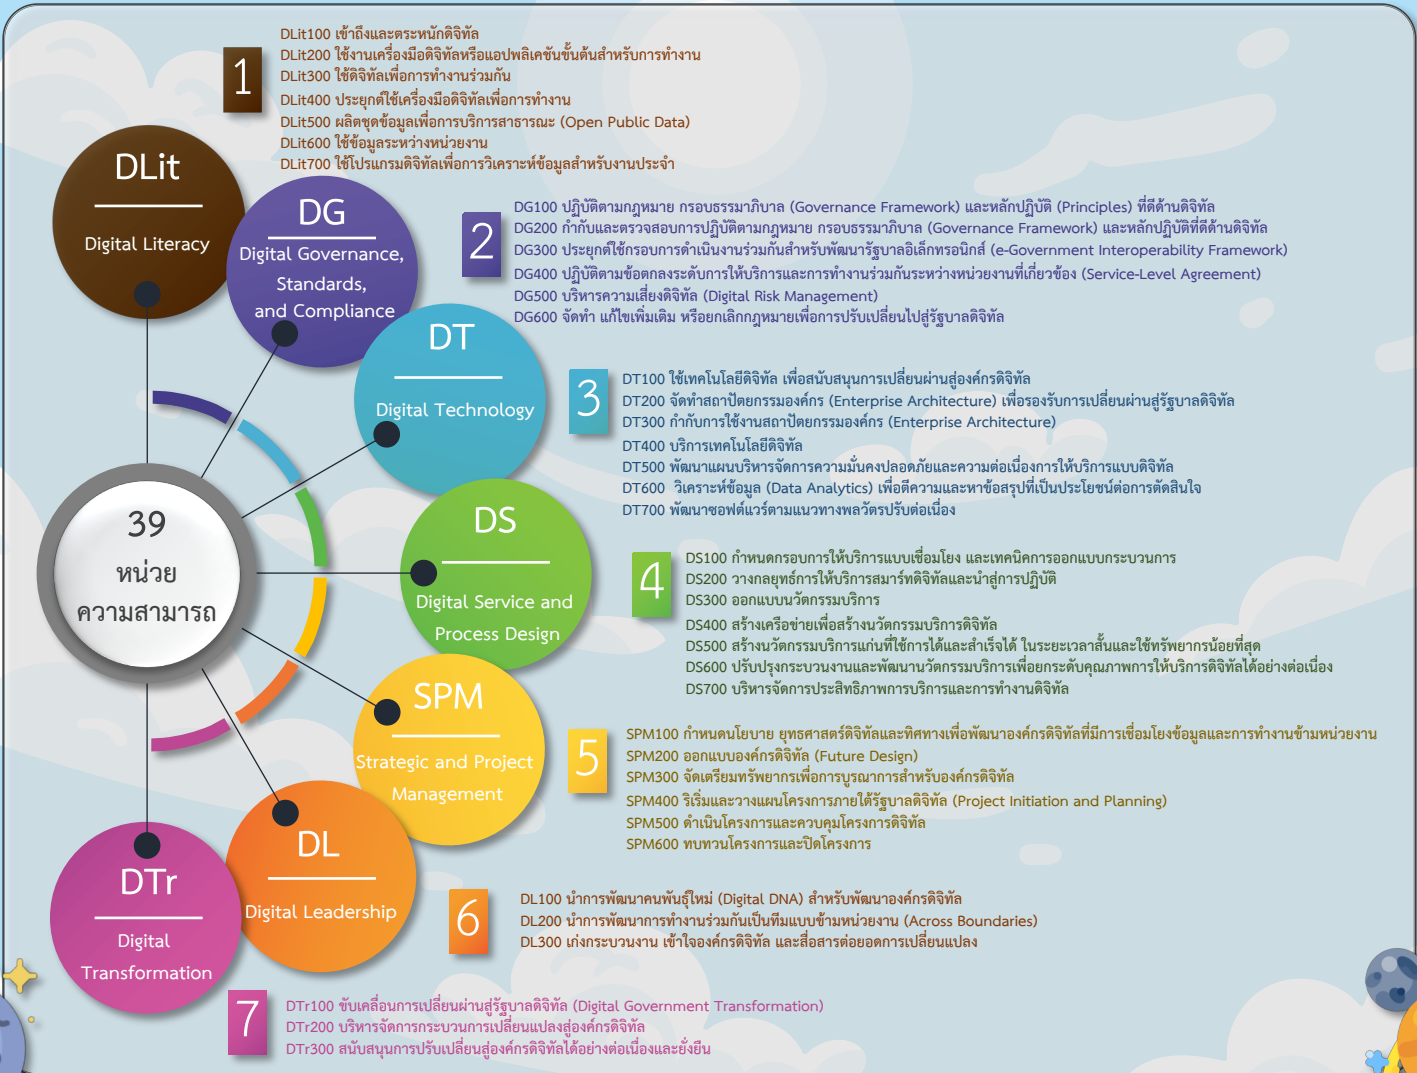 1
DLit100 เข้าถึงและตระหนักดิจิทัล
DLit200 ใช้งานเครื่องมือดิจิทัลหรือแอปพลิเคชันขั้นต้นสำหรับการทำงาน
DLit300 ใช้ดิจิทัลเพื่อการทำงานร่วมกัน
DLit400 ประยุกต์ใช้เครื่องมือดิจิทัลเพื่อการทำงาน
DLit500 ผลิตชุดข้อมูลเพื่อการบริการสาธารณะ (Open Public Data)
DLit600 ใช้ข้อมูลระหว่างหน่วยงาน
DLit700 ใช้โปรแกรมดิจิทัลเพื่อการวิเคราะห์ข้อมูลสำหรับงานประจำ
DLit
Digital Literacy
DG
Digital Governance,
Standards,
and Compliance
2
DG100 ปฏิบัติตามกฎหมาย กรอบธรรมาภิบาล (Governance Framework) และหลักปฏิบัติ (Principles) ที่ดีด้านดิจิทัล
DG200 กำกับและตรวจสอบการปฏิบัติตามกฎหมาย กรอบธรรมาภิบาล (Governance Framework) และหลักปฏิบัติที่ดีด้านดิจิทัล
DG300 ประยุกต์ใช้กรอบการดำเนินงานร่วมกันสำหรับพัฒนารัฐบาลอิเล็กทรอนิกส์ (e-Government Interoperability Framework)
DG400 ปฏิบัติตามข้อตกลงระดับการให้บริการและการทำงานร่วมกันระหว่างหน่วยงานที่เกี่ยวข้อง (Service-Level Agreement)
DG500 บริหารความเสี่ยงดิจิทัล (Digital Risk Management)
DG600 จัดทำ แก้ไขเพิ่มเติม หรือยกเลิกกฎหมายเพื่อการปรับเปลี่ยนไปสู่รัฐบาลดิจิทัล
DT
Digital Technology
3
DT100 ใช้เทคโนโลยีดิจิทัล เพื่อสนับสนุนการเปลี่ยนผ่านสู่องค์กรดิจิทัล
DT200 จัดทำสถาปัตยกรรมองค์กร (Enterprise Architecture) เพื่อรองรับการเปลี่ยนผ่านสู่รัฐบาลดิจิทัล
DT300 กำกับการใช้งานสถาปัตยกรรมองค์กร (Enterprise Architecture)
DT400 บริการเทคโนโลยีดิจิทัล
DT500 พัฒนาแผนบริหารจัดการความมั่นคงปลอดภัยและความต่อเนื่องการให้บริการแบบดิจิทัล
DT600 วิเคราะห์ข้อมูล (Data Analytics) เพื่อตีความและหาข้อสรุปที่เป็นประโยชน์ต่อการตัดสินใจ
DT700 พัฒนาซอฟต์แวร์ตามแนวทางพลวัตรปรับต่อเนื่อง
39
หน่วย
ความสามารถ
DS
Digital Service and
Process Design
4
DS100 กำหนดกรอบการให้บริการแบบเชื่อมโยง และเทคนิคการออกแบบกระบวนการ
DS200 วางกลยุทธ์การให้บริการสมาร์ทดิจิทัลและนำสู่การปฏิบัติ
DS300 ออกแบบนวัตกรรมบริการ
DS400 สร้างเครือข่ายเพื่อสร้างนวัตกรรมบริการดิจิทัล
DS500 สร้างนวัตกรรมบริการแก่นที่ใช้การได้และสำเร็จได้ ในระยะเวลาสั้นและใช้ทรัพยากรน้อยที่สุด
DS600 ปรับปรุงกระบวนงานและพัฒนานวัตกรรมบริการเพื่อยกระดับคุณภาพการให้บริการดิจิทัลได้อย่างต่อเนื่อง
DS700 บริหารจัดการประสิทธิภาพการบริการและการทำงานดิจิทัล
SPM
Strategic and Project
Management
5
SPM100 กำหนดนโยบาย ยุทธศาสตร์ดิจิทัลและทิศทางเพื่อพัฒนาองค์กรดิจิทัลที่มีการเชื่อมโยงข้อมูลและการทำงานข้ามหน่วยงาน
SPM200 ออกแบบองค์กรดิจิทัล (Future Design)
SPM300 จัดเตรียมทรัพยากรเพื่อการบูรณาการสำหรับองค์กรดิจิทัล
SPM400 ริเริ่มและวางแผนโครงการภายใต้รัฐบาลดิจิทัล (Project Initiation and Planning)
SPM500 ดำเนินโครงการและควบคุมโครงการดิจิทัล
SPM600 ทบทวนโครงการและปิดโครงการ
DL
Digital Leadership
6
DL100 นำการพัฒนาคนพันธุ์ใหม่ (Digital DNA) สำหรับพัฒนาองค์กรดิจิทัล
DL200 นำการพัฒนาการทำงานร่วมกันเป็นทีมแบบข้ามหน่วยงาน (Across Boundaries)
DL300 เก่งกระบวนงาน เข้าใจองค์กรดิจิทัล และสื่อสารต่อยอดการเปลี่ยนแปลง
DTr
Digital
Transformation
7
DTr100 ขับเคลื่อนการเปลี่ยนผ่านสู่รัฐบาลดิจิทัล (Digital Government Transformation)
DTr200 บริหารจัดการกระบวนการเปลี่ยนแปลงสู่องค์กรดิจิทัล
DTr300 สนับสนุนการปรับเปลี่ยนสู่องค์กรดิจิทัลได้อย่างต่อเนื่องและยั่งยืน